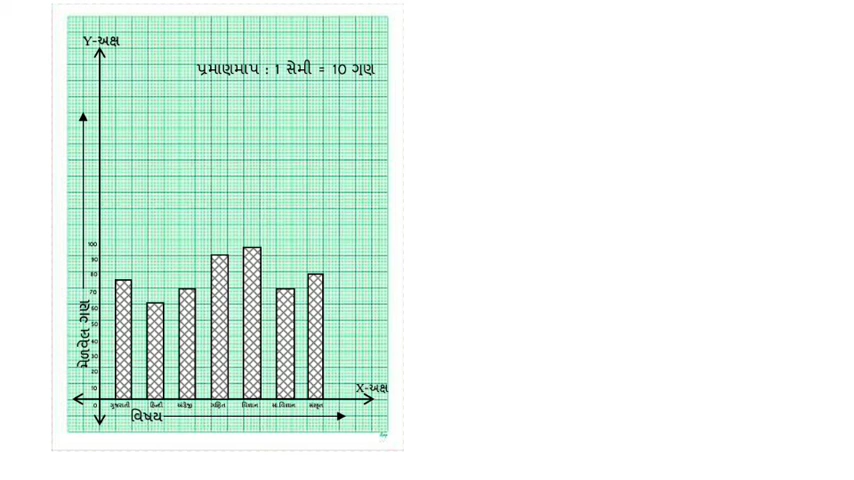 Y-અક્ષ
પ્રમાણમાપ : 1 સેમી = 10 ગુણ
મેળવેલ ગુણ
100
90
80
70
60
50
40
30
20
10
0
X-અક્ષ
ગુજરાતી હિન્દી અંગ્રેજી ગણિત વિજ્ઞાન સા.વિજ્ઞાન સંસ્કૃત
વિષય